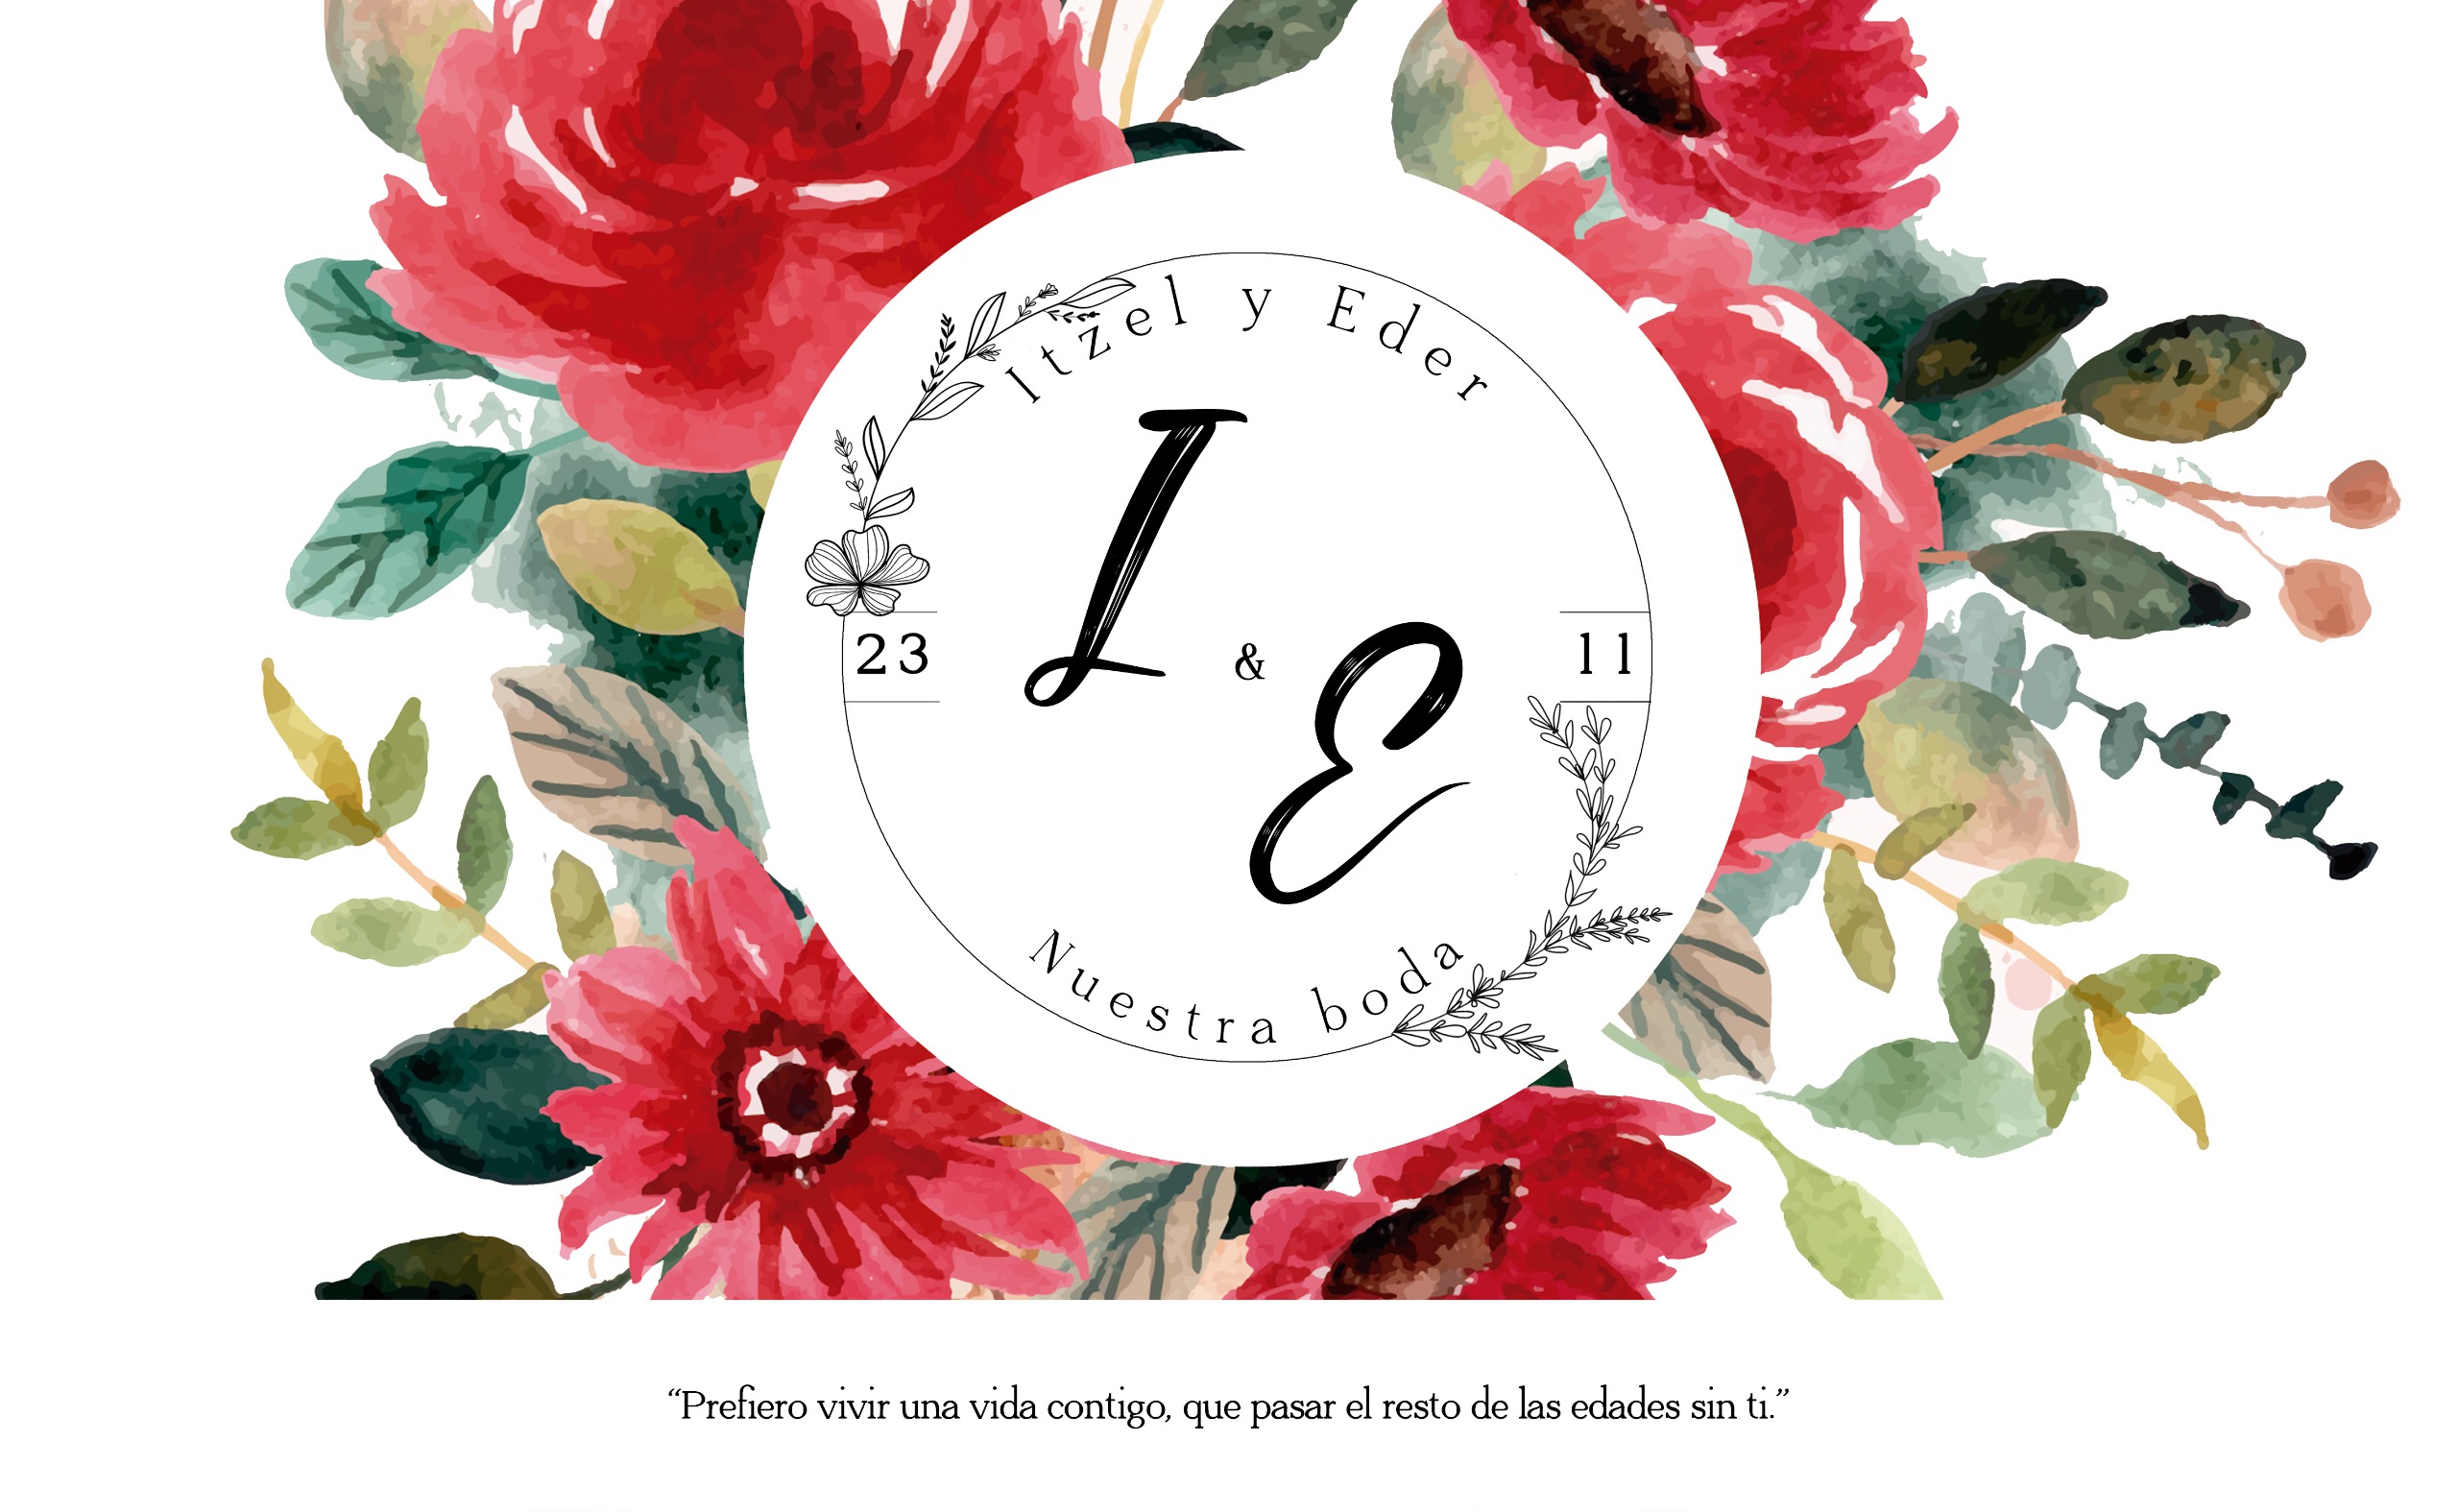 Itzel y Eder
I
23 & 11
E
Nuestra boda
“Prefiero vivir una vida contigo, que pasar el resto de las edades sin ti.”